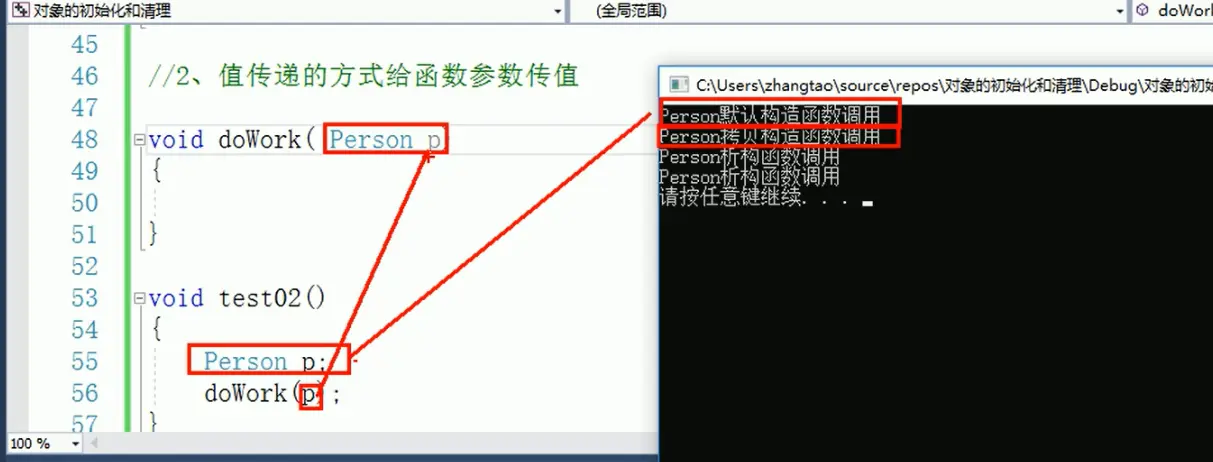 对象的初始化和清理
(全局范围)
doWor
45
46 //2、值传递的方式给函数参数传值
47
48 void doWork( Person p
49 {
50
51 }
52
53 void test02()
54 {
55 Person p;
56 doWork(p);
57 }
100 %
C:\Users\zhangtao\source\repos\对象的初始化和清理\Debug\对象的初始
Person默认构造函数调用
Person拷贝构造函数调用
Person析构函数调用
Person析构函数调用
请按任意键继续. . .